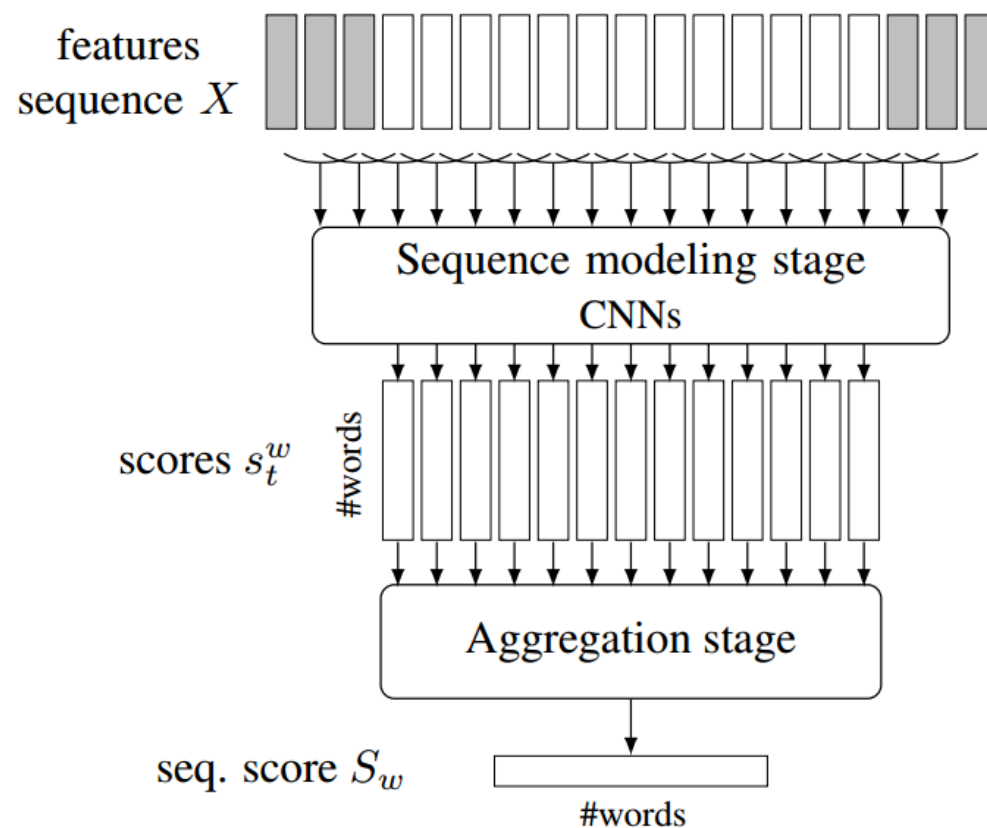 features
sequence X
Sequence modeling stage
CNNs
scores s_t^w
#words
Aggregation stage
seq. score S_w
#words